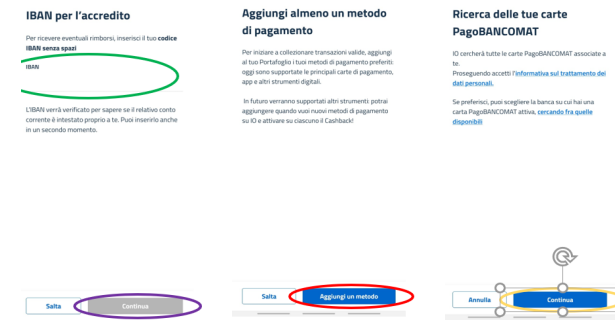 IBAN per l'accredito
Per ricevere eventuali rimborsi, inserisci il tuo codice
IBAN senza spazi
IBAN
L'IBAN verrà verificato per sapere se il relativo conto
corrente è intestato proprio a te. Puoi inserirlo anche
in un secondo momento.
Salta
Continua
Aggiungi almeno un metodo
di pagamento
Per iniziare a collezionare transazioni valide, aggiungi
al tuo Portafoglio i tuoi metodi di pagamento preferiti:
oggi sono supportate le principali carte di pagamento,
app e altri strumenti digitali.
In futuro verranno supportati altri strumenti: potrai
aggiungere quando vuoi nuovi metodi di pagamento
su IO e attivare su ciascuno il Cashback!
Salta
Aggiungi un metodo
Ricerca delle tue carte
PagoBANCOMAT
IO cercherà tutte le carte PagoBANCOMAT associate a
te.
Proseguendo accetti l'informativa sul trattamento dei
dati personali.
Se preferisci, puoi scegliere la banca su cui hai una
carta PagoBANCOMAT attiva, cercando fra quelle
disponibili
Annulla
Continua